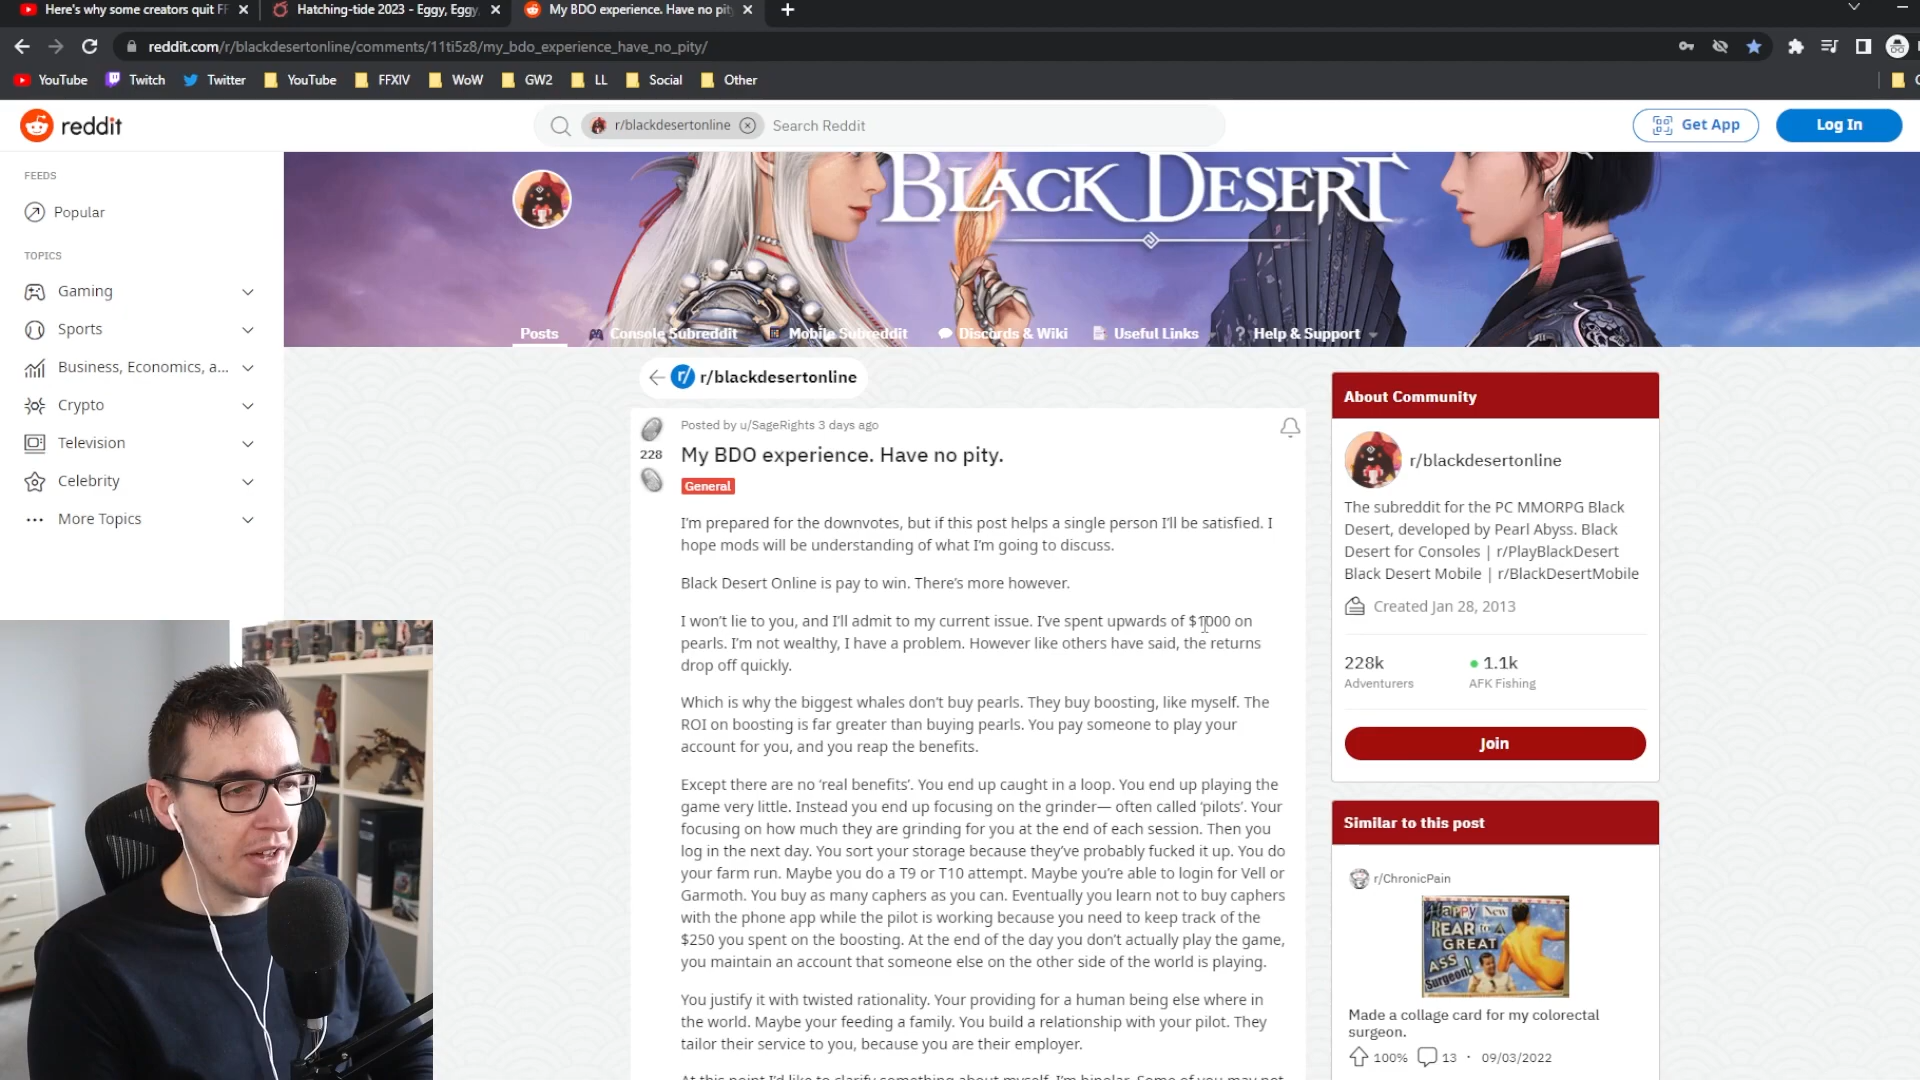 Here's why some creators quit FF
Hatching-tide 2023 - Eggy, Eggy,
My BDO experience. Have no pit
reddit.com/r/blackdesertonline/comments/11ti5z8/my_bdo_experience_have_no_pity/
YouTube
Twitch
Twitter
YouTube
FFXIV
WoW
GW2
LL
Social
Other
reddit
r/blackdesertonline
Search Reddit
Get App
Log In
FEEDS
Popular
TOPICS
Gaming
Sports
Business, Economics, a...
Crypto
Television
Celebrity
More Topics
BLACK DESERT
Posts
Console Subreddit
Mobile Subreddit
Discords & Wiki
Useful Links
Help & Support
r/blackdesertonline
Posted by u/SageRights 3 days ago
228
My BDO experience. Have no pity.
General
I'm prepared for the downvotes, but if this post helps a single person I'll be satisfied. I
hope mods will be understanding of what I'm going to discuss.
Black Desert Online is pay to win. There's more however.
I won't lie to you, and I'll admit to my current issue. I've spent upwards of $1000 on
pearls. I'm not wealthy, I have a problem. However like others have said, the returns
drop off quickly.
Which is why the biggest whales don't buy pearls. They buy boosting, like myself. The
ROI on boosting is far greater than buying pearls. You pay someone to play your
account for you, and you reap the benefits.
Except there are no 'real benefits'. You end up caught in a loop. You end up playing the
game very little. Instead you end up focusing on the grinder— often called 'pilots'. Your
focusing on how much they are grinding for you at the end of each session. Then you
log in the next day. You sort your storage because they've probably fucked it up. You do
your farm run. Maybe you do a T9 or T10 attempt. Maybe you're able to login for Vell or
Garmoth. You buy as many caphers as you can. Eventually you learn not to buy caphers
with the phone app while the pilot is working because you need to keep track of the
$250 you spent on the boosting. At the end of the day you don't actually play the game,
you maintain an account that someone else on the other side of the world is playing.
You justify it with twisted rationality. Your providing for a human being else where in
the world. Maybe your feeding a family. You build a relationship with your pilot. They
tailor their service to you, because you are their employer.
At this point I'd like to clarify something about myself. I'm bipolar. Some of you may not
About Community
r/blackdesertonline
The subreddit for the PC MMORPG Black
Desert, developed by Pearl Abyss. Black
Desert for Consoles | r/PlayBlackDesert
Black Desert Mobile | r/BlackDesertMobile
Created Jan 28, 2013
228k
Adventurers
1.1k
AFK Fishing
Join
Similar to this post
r/ChronicPain
Happy New
REAR
GREAT
ASS
Surgeon!
Made a collage card for my colorectal
surgeon.
100%
13
·
09/03/2022